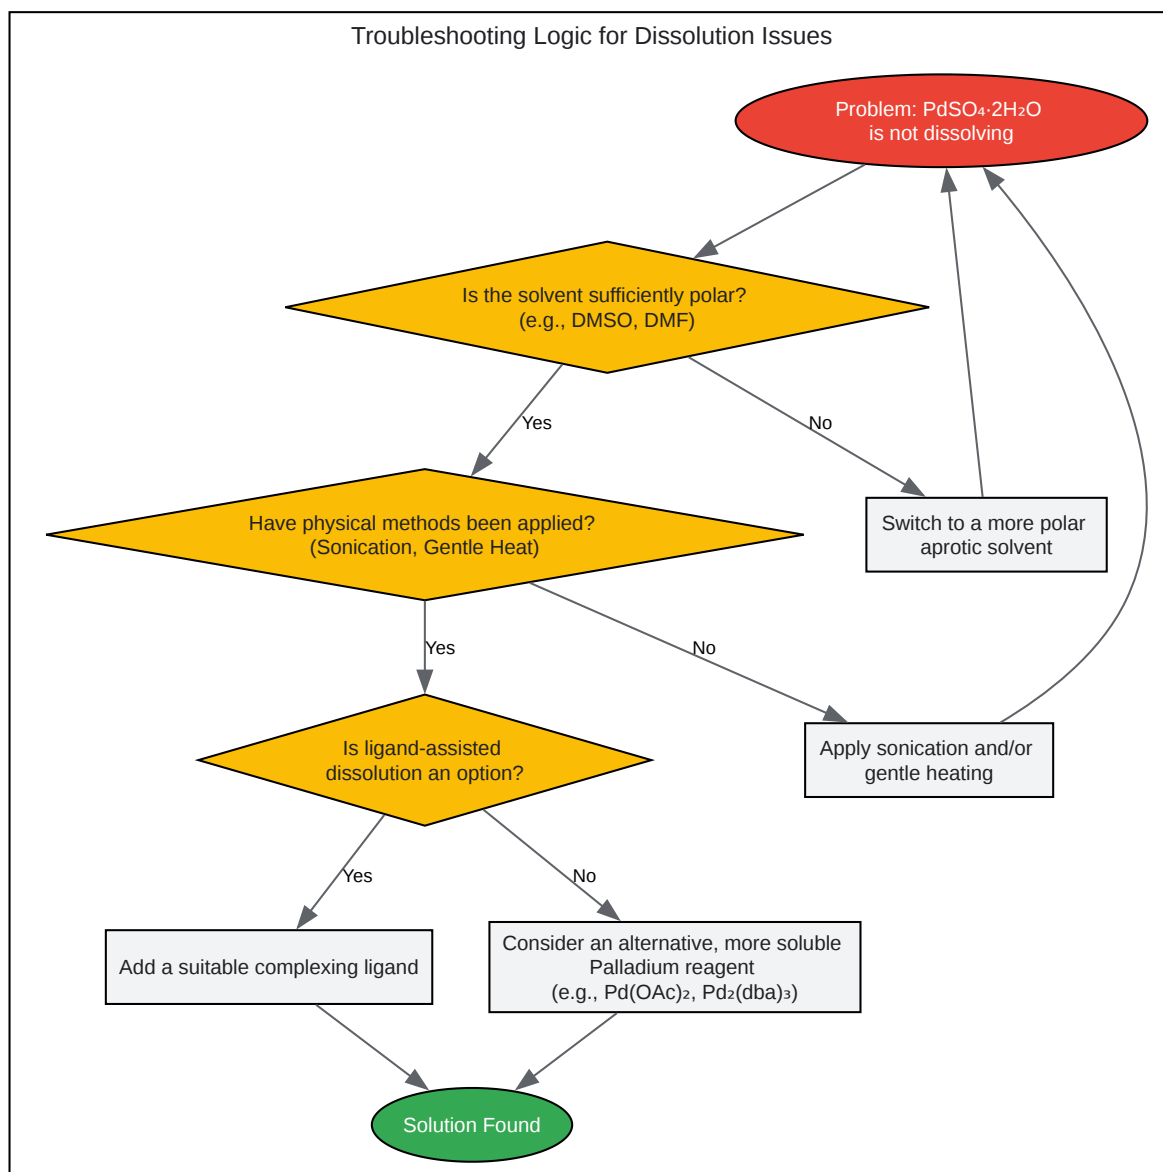 Troubleshooting Logic for Dissolution Issues
Problem: PdSO₄·2H₂O
is not dissolving
Is the solvent sufficiently polar?
(e.g., DMSO, DMF)
Yes
No
Have physical methods been applied?
(Sonication, Gentle Heat)
Switch to a more polar
aprotic solvent
Yes
No
Is ligand-assisted
dissolution an option?
Apply sonication and/or
gentle heating
Yes
No
Add a suitable complexing ligand
Consider an alternative, more soluble
Palladium reagent
(e.g., Pd(OAc)₂, Pd₂(dba)₃)
Solution Found